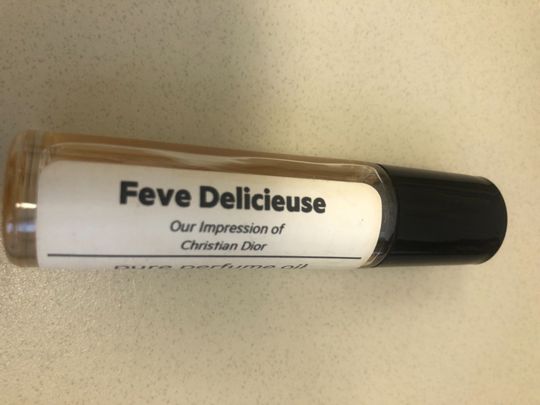 Feve Delicieuse
Our Impression of
Christian Dior
pure perfume oil